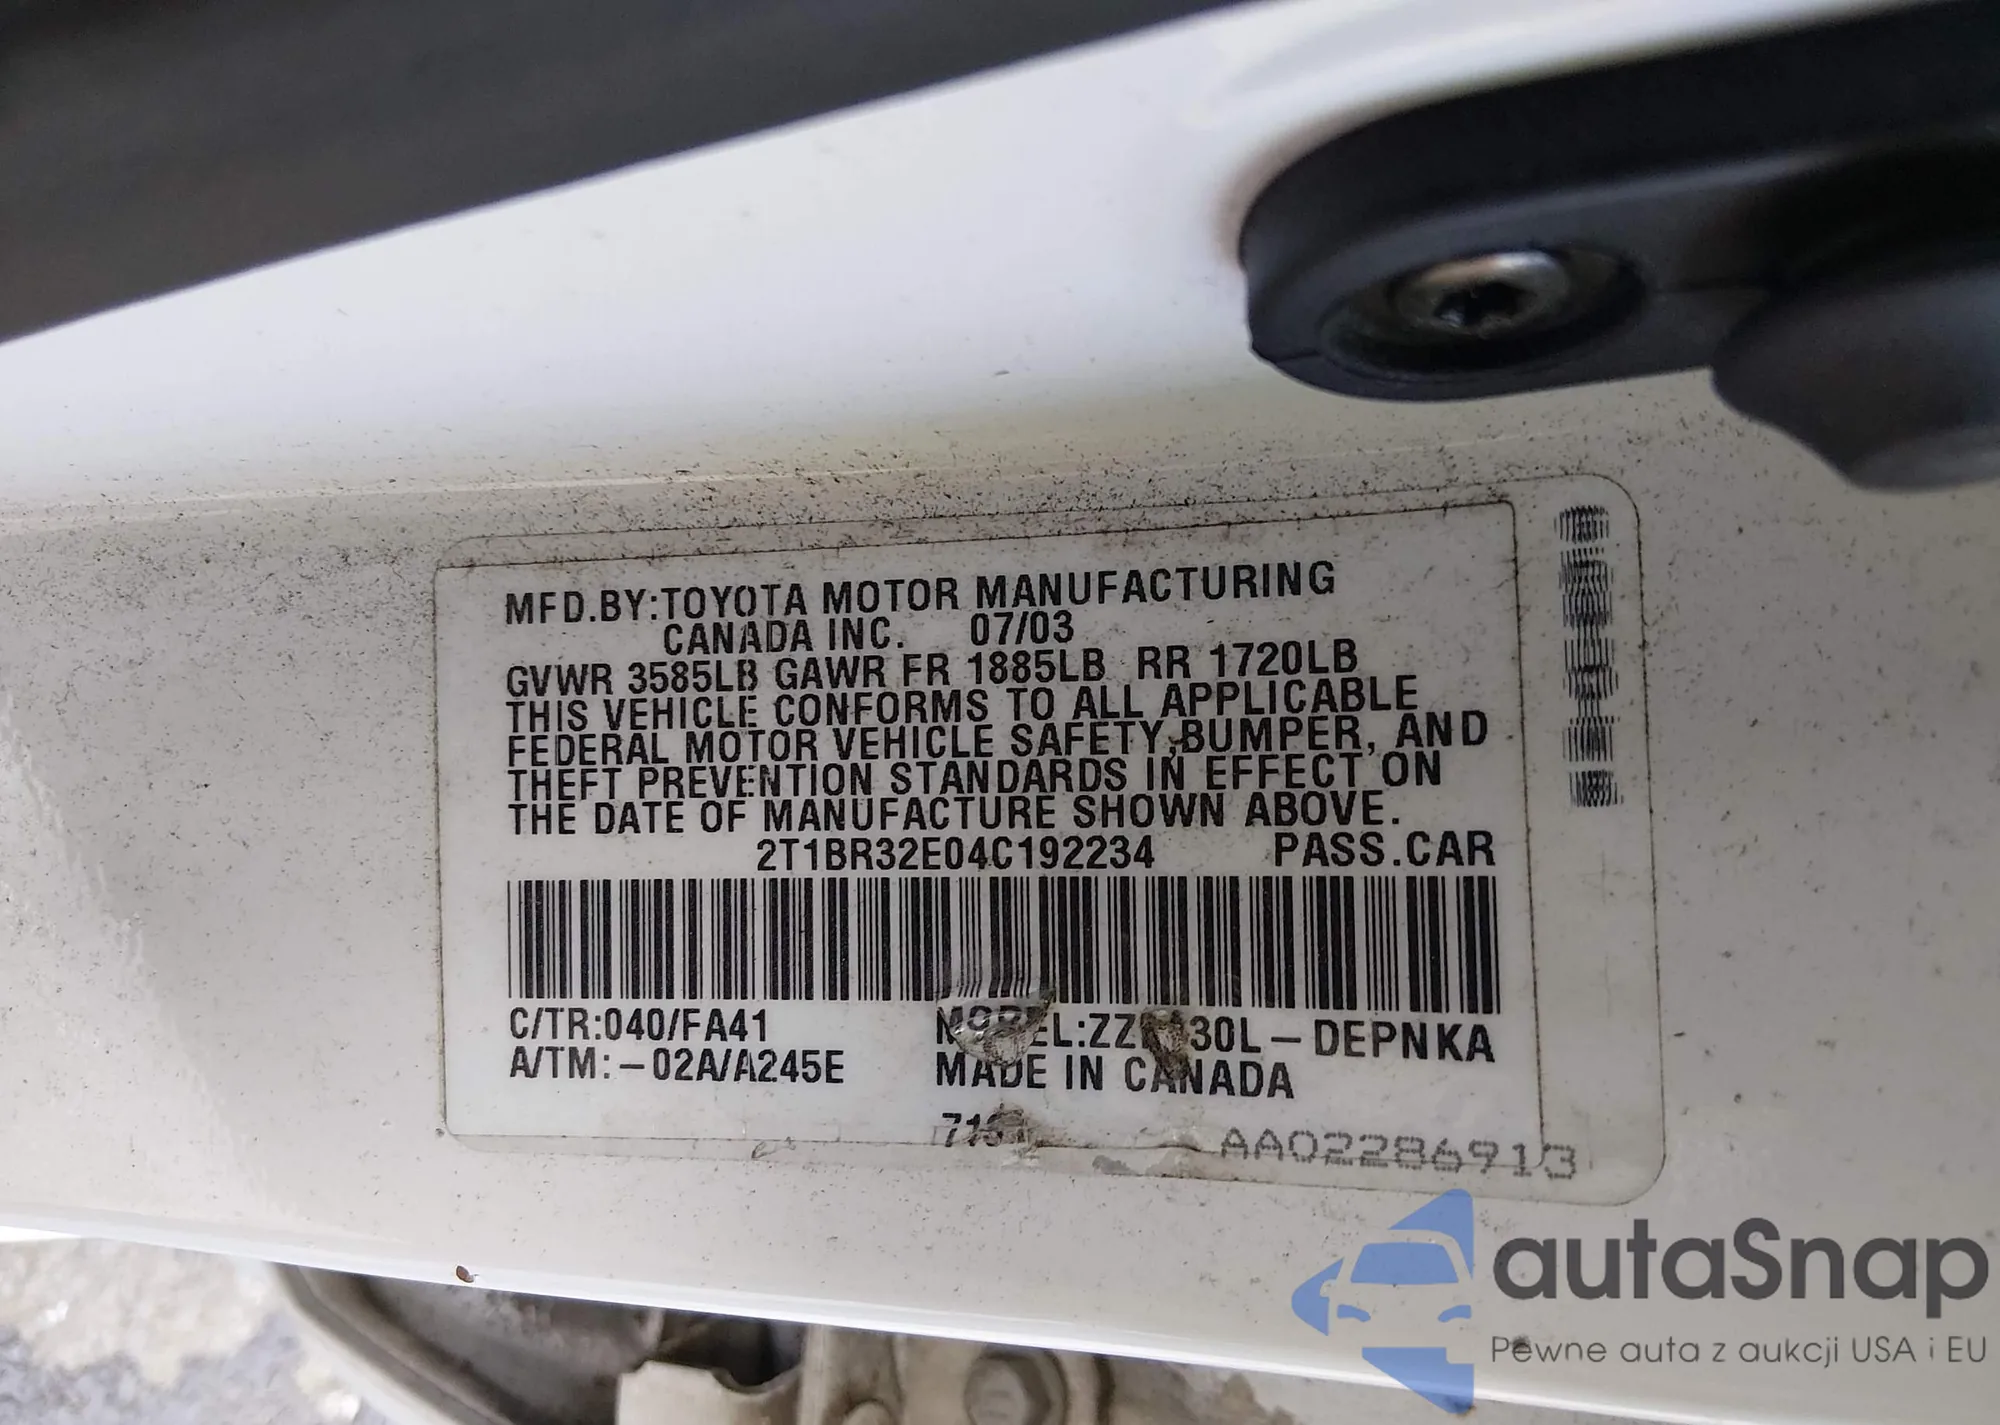 MFD.BY:TOYOTA MOTOR MANUFACTURING
CANADA INC. 07/03
GVWR 3585LB GAWR FR 1885LB RR 1720LB
THIS VEHICLE CONFORMS TO ALL APPLICABLE
FEDERAL MOTOR VEHICLE SAFETY,BUMPER, AND
THEFT PREVENTION STANDARDS IN EFFECT ON
THE DATE OF MANUFACTURE SHOWN ABOVE.
2T1BR32E04C192234 PASS.CAR
C/TR:040/FA41
A/TM:-02A/A245E
MADE IN CANADA
AA02286913
autaSnap
Pewne auta z aukcji USA i EU